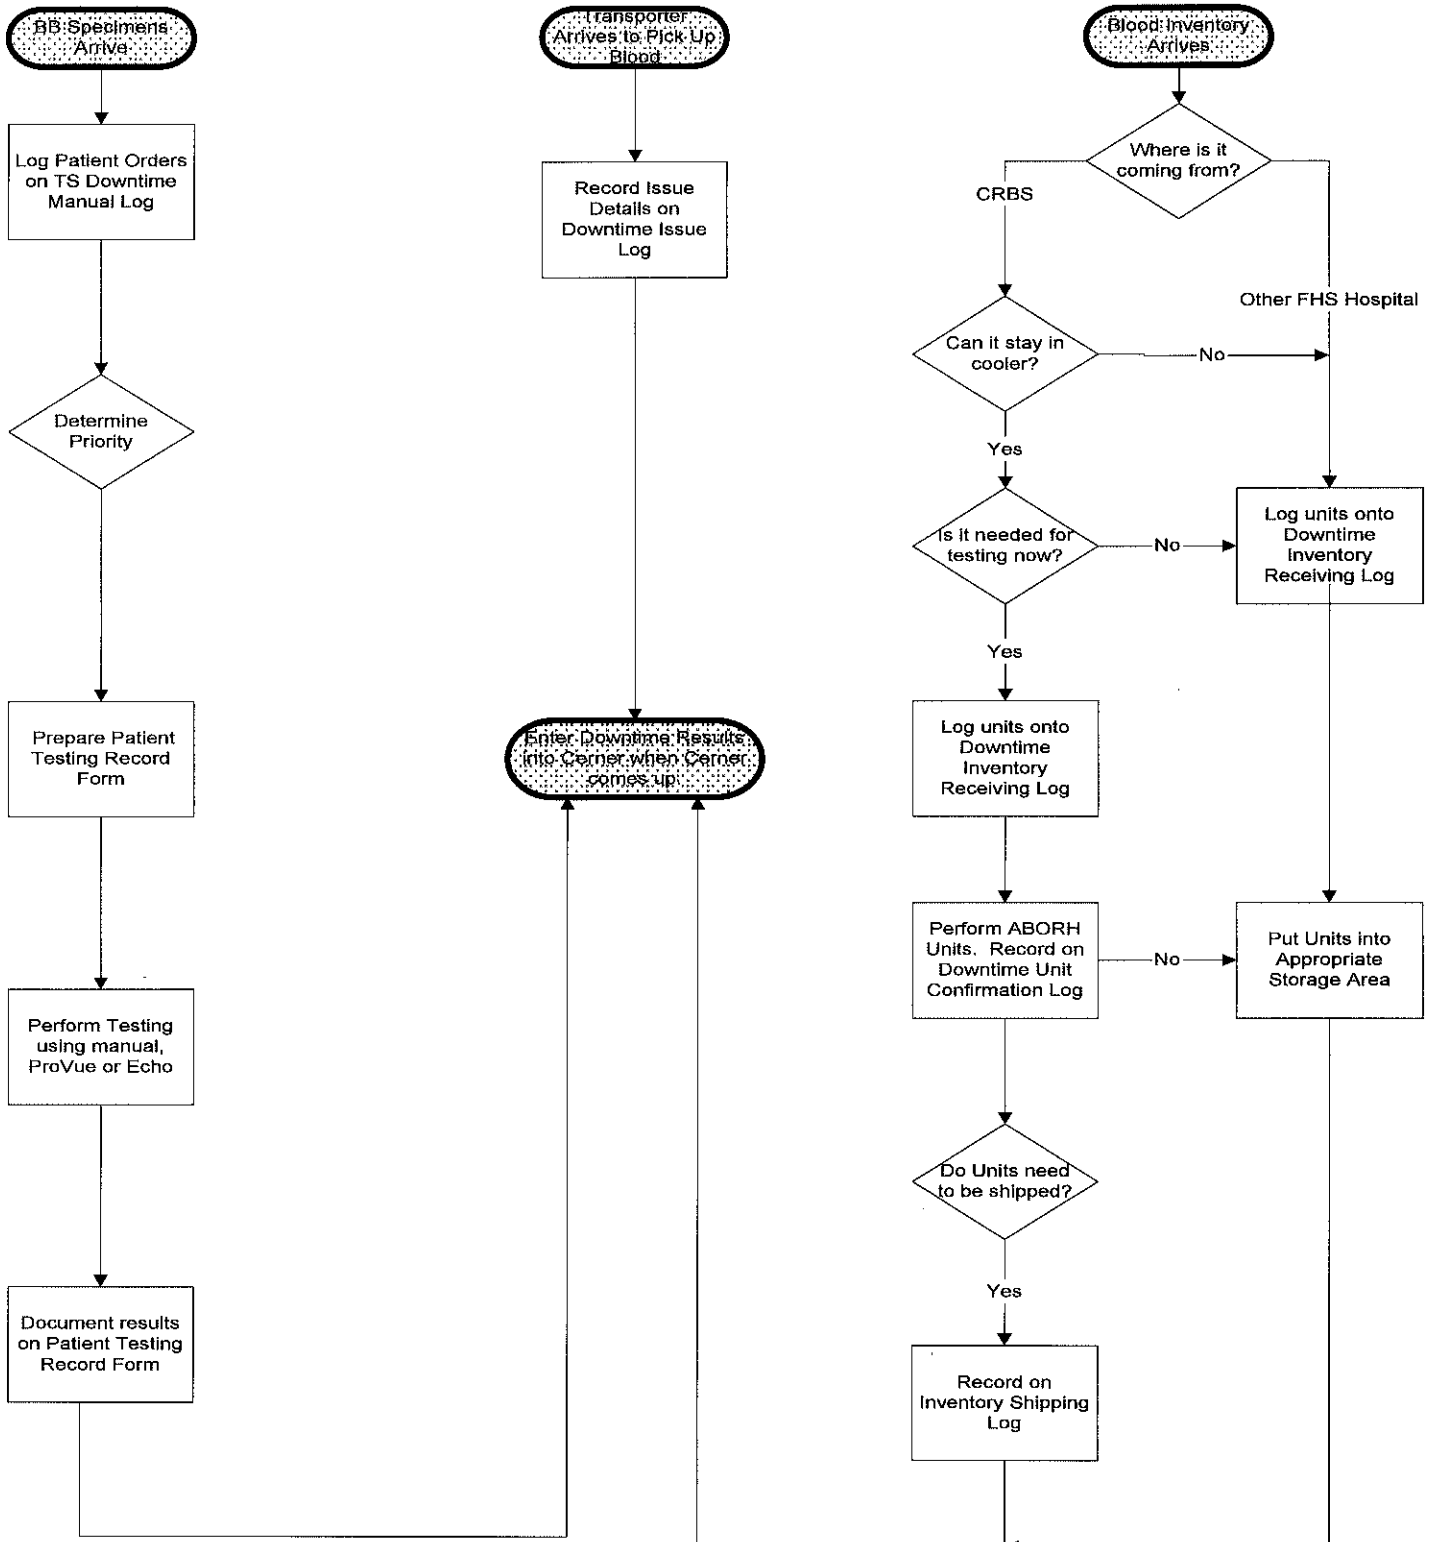 BB Specimens
Arrive
Log Patient Orders
on TS Downtime
Manual Log
Determine
Priority
Prepare Patient
Testing Record
Form
Perform Testing
using manual,
ProVue or Echo
Document results
on Patient Testing
Record Form
Transporter
Arrives to Pick Up
Blood
Record Issue
Details on
Downtime Issue
Log
Enter Downtime Results
into Cerner when Cerner
comes up
Blood Inventory
Arrives
Where is it
coming from?
CRBS
Other FHS Hospital
Can it stay in
cooler?
No
Yes
Is it needed for
testing now?
No
Log units onto
Downtime
Inventory
Receiving Log
Yes
Log units onto
Downtime
Inventory
Receiving Log
Perform ABORH
Units. Record on
Downtime Unit
Confirmation Log
No
Put Units into
Appropriate
Storage Area
Do Units need
to be shipped?
Yes
Record on
Inventory Shipping
Log